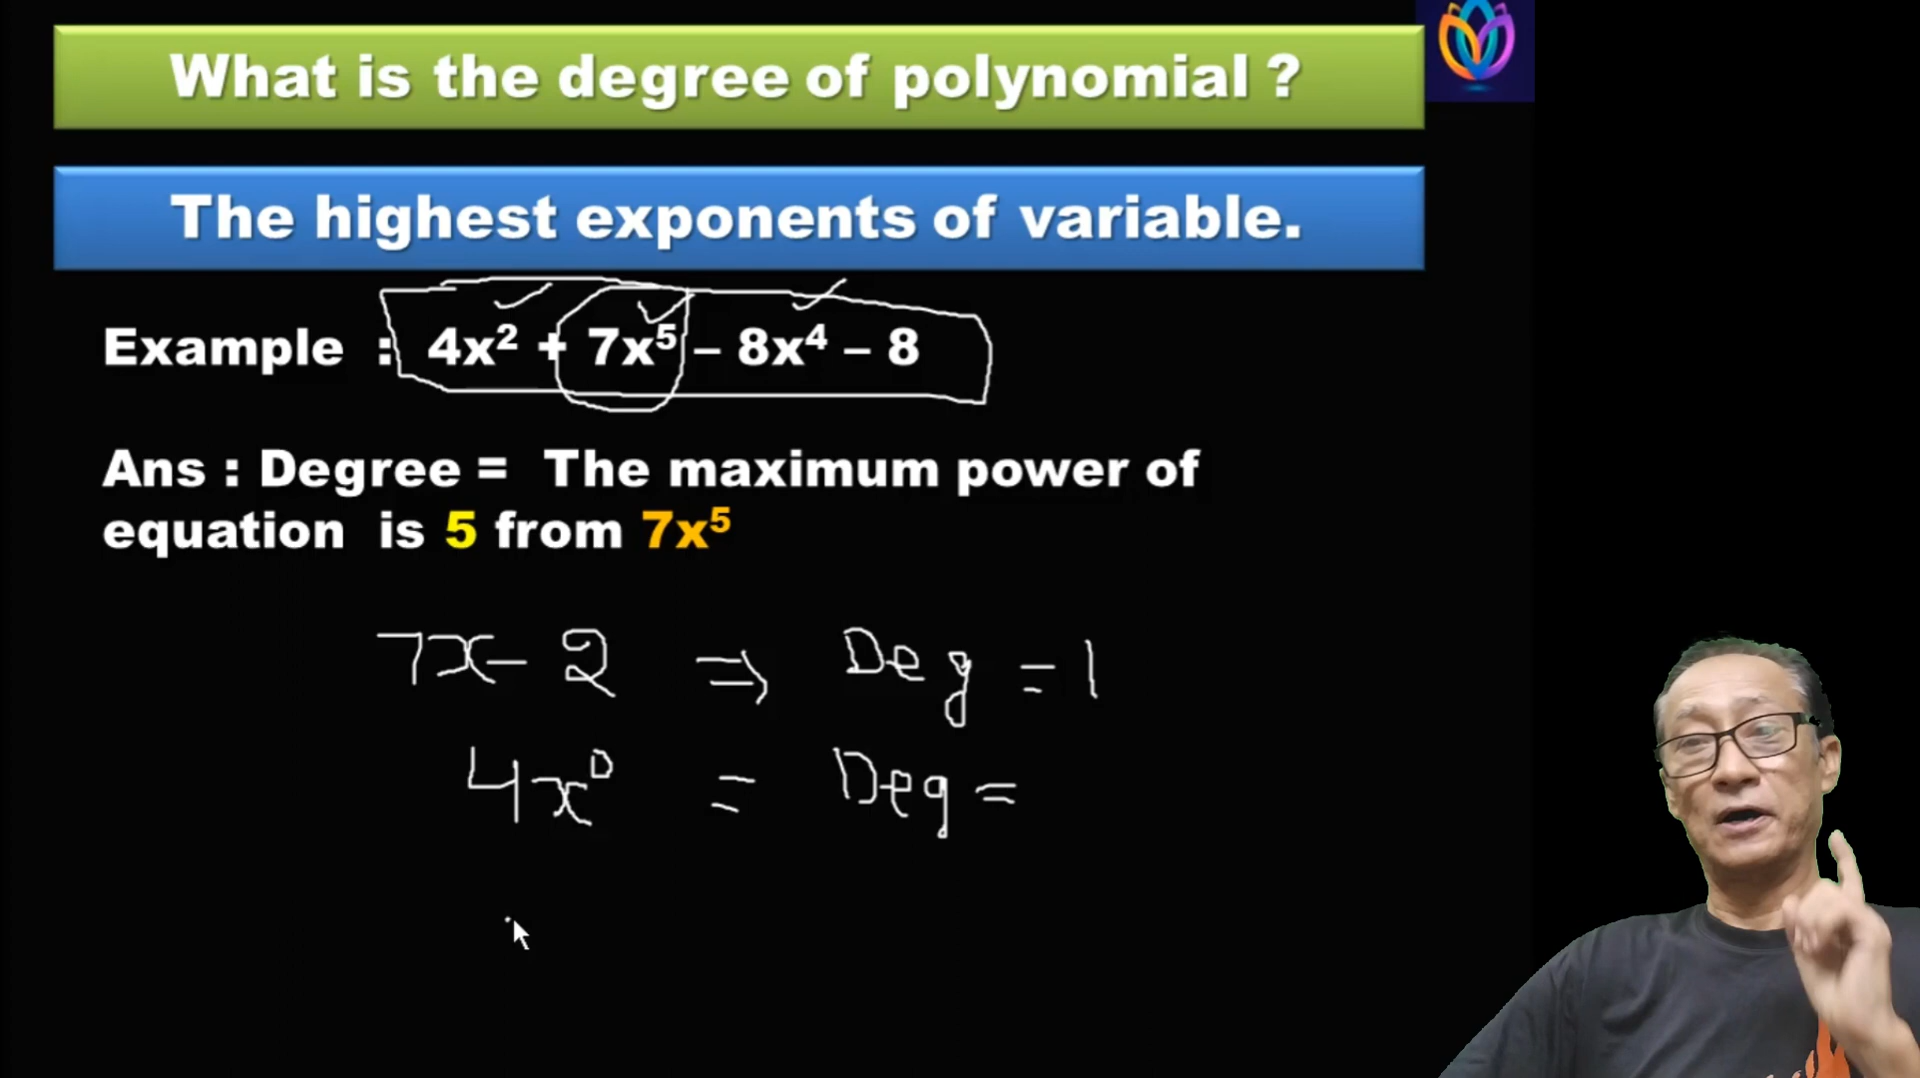 What is the degree of polynomial ?
The highest exponents of variable.
Example : 4x² + 7x⁵ – 8x⁴ – 8
Ans : Degree = The maximum power of
equation is 5 from 7x⁵
7x - 2 ⇒ Deg = 1
4x⁰ = Deg =